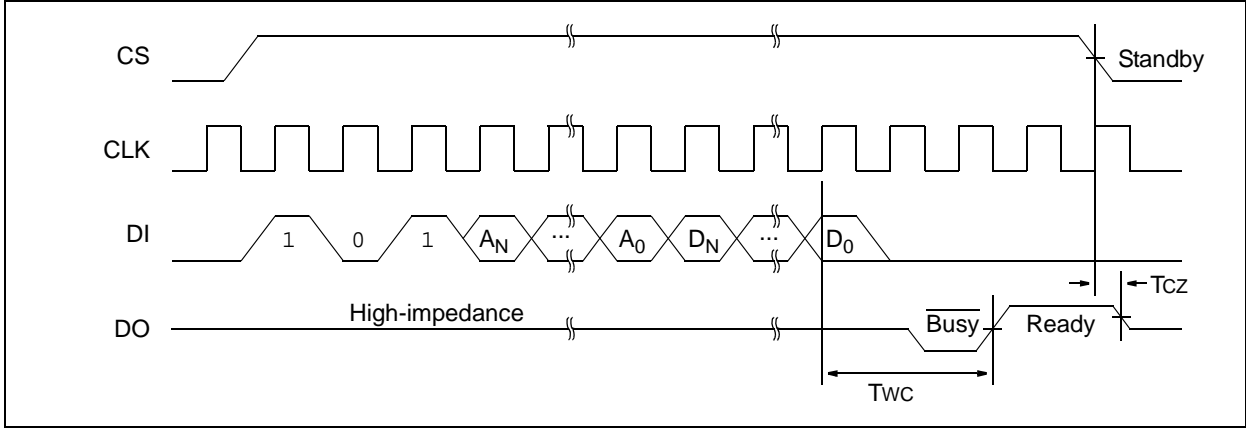 CS
Standby
CLK
DI
1 0 1 A_N ... A_0 D_N ... D_0
TCZ
DO
High-impedance
Busy
Ready
TWC